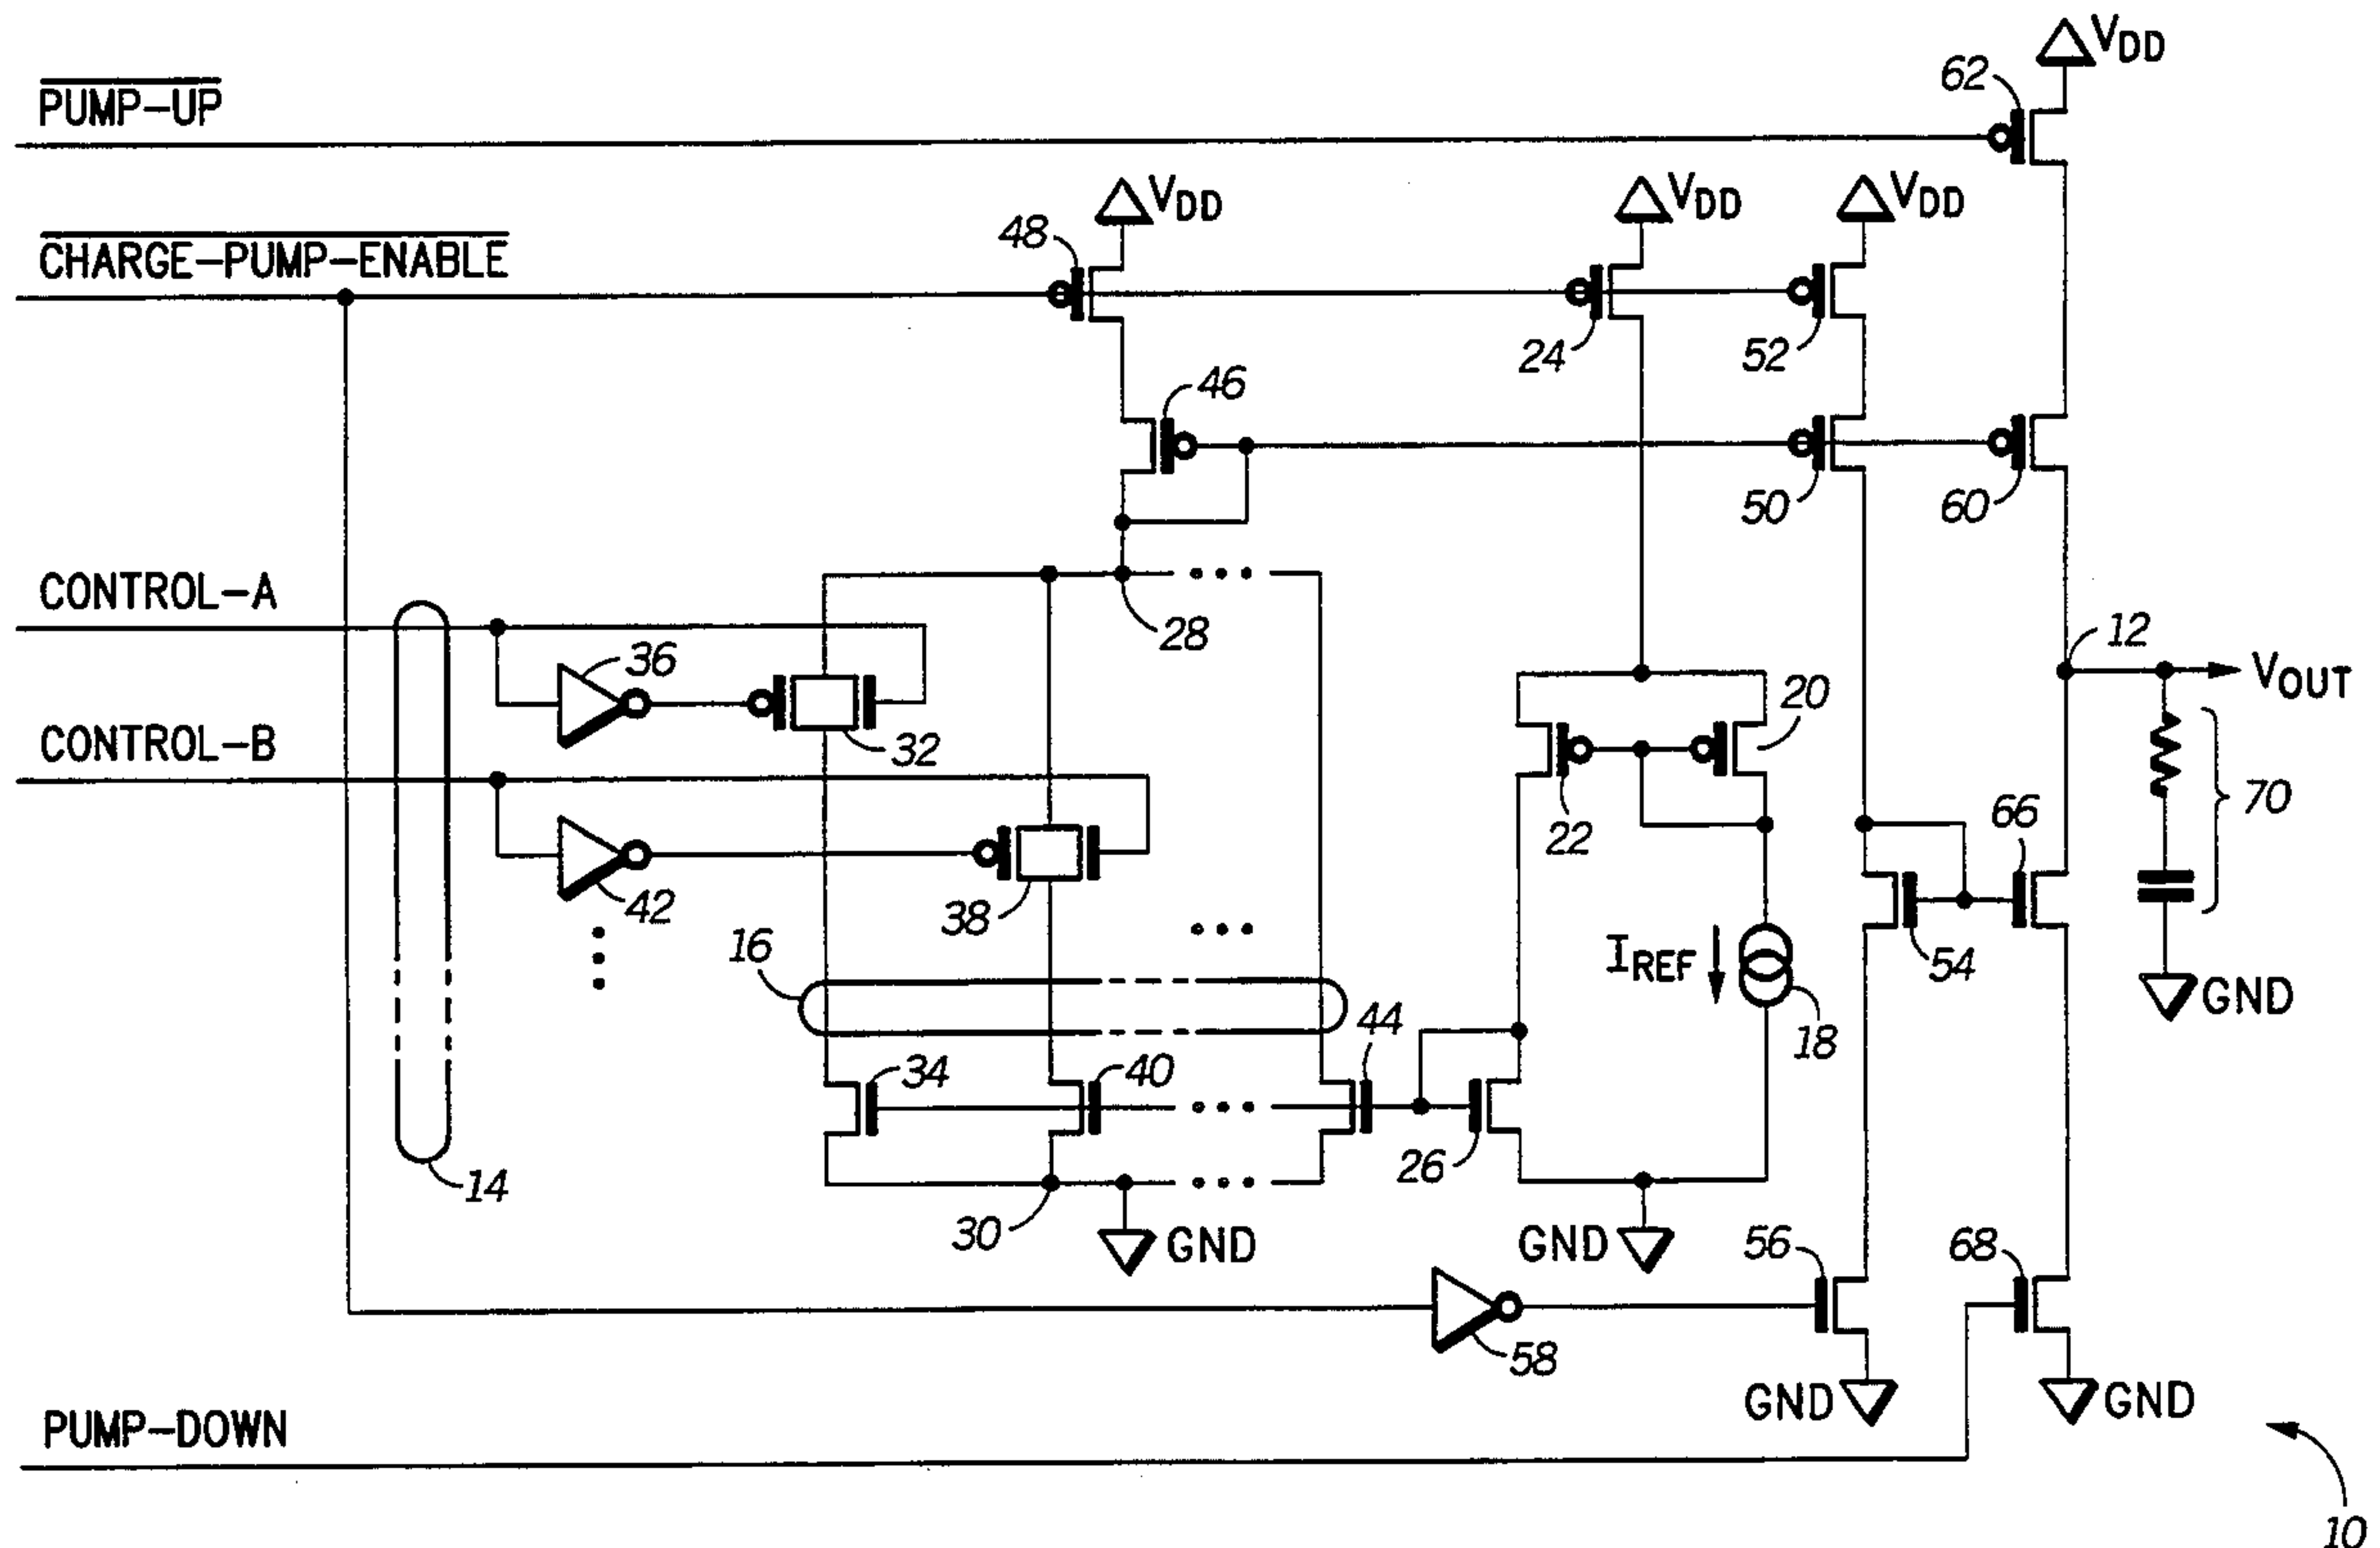 VDD
62
PUMP-UP
VDD
VDD
VDD
48
CHARGE-PUMP-ENABLE
24
52
46
50
60
CONTROL-A
28
12
36
VOUT
20
CONTROL-B
32
70
22
66
42
38
16
IREF
54
GND
44
18
34
40
26
14
30
GND
GND
56
68
58
GND
GND
PUMP-DOWN
10